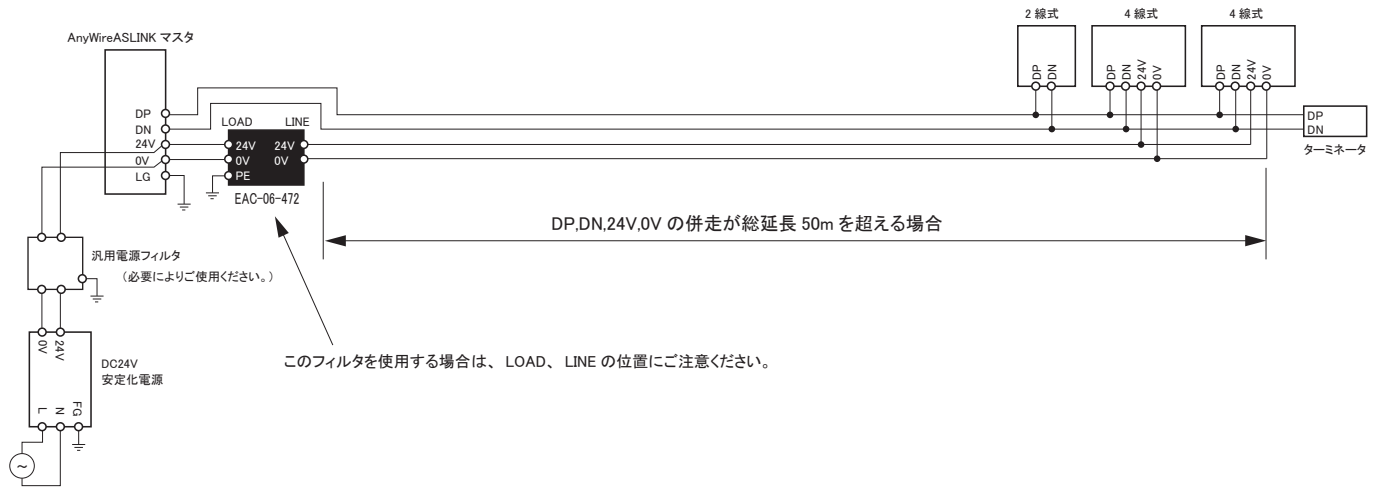 2 線式
4 線式
4 線式
AnyWireASLINK マスタ
DP
DN
DP
DN
24V
0V
DP
DN
24V
0V
DP
DN
24V
0V
LG
LOAD LINE
24V 24V
0V 0V
PE
EAC-06-472
DP
DN
ターミネータ
DP,DN,24V,0V の併走が総延長 50m を超える場合
汎用電源フィルタ
（必要によりご使用ください。）
このフィルタを使用する場合は、 LOAD、 LINE の位置にご注意ください。
0V
24V
DC24V
安定化電源
L
N
FG
~